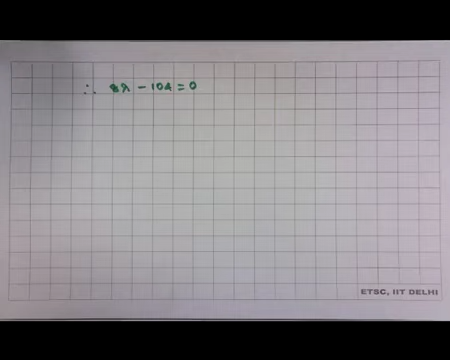 ∴ 8λ - 104 = 0
ETSC, IIT DELHI